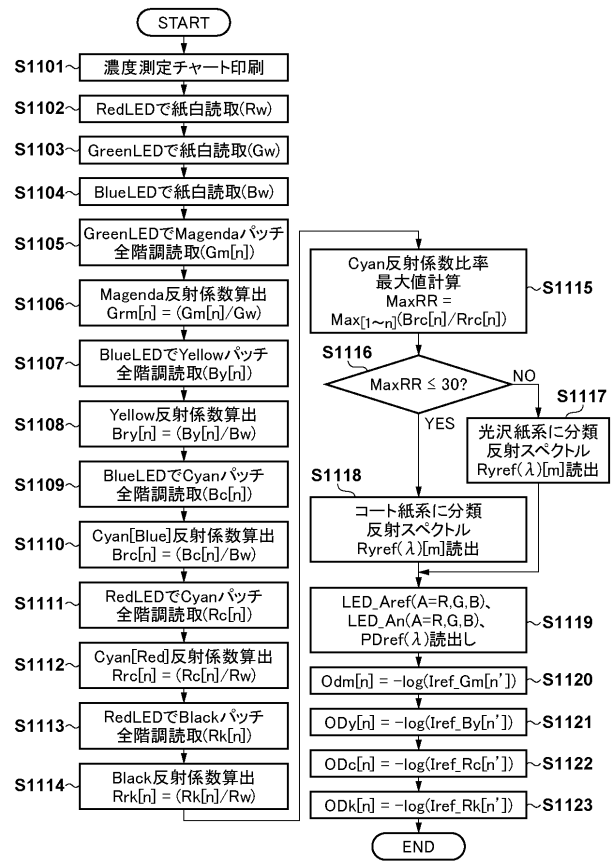 START
S1101
濃度測定チャート印刷
S1102
RedLEDで紙白読取(Rw)
S1103
GreenLEDで紙白読取(Gw)
S1104
BlueLEDで紙白読取(Bw)
S1105
GreenLEDでMagendaパッチ
全階調読取(Gm[n])
S1106
Magenda反射係数算出
Grm[n] = (Gm[n]/Gw)
S1107
BlueLEDでYellowパッチ
全階調読取(By[n])
S1108
Yellow反射係数算出
Bry[n] = (By[n]/Bw)
S1109
BlueLEDでCyanパッチ
全階調読取(Bc[n])
S1110
Cyan[Blue]反射係数算出
Brc[n] = (Bc[n]/Bw)
S1111
RedLEDでCyanパッチ
全階調読取(Rc[n])
S1112
Cyan[Red]反射係数算出
Rrc[n] = (Rc[n]/Rw)
S1113
RedLEDでBlackパッチ
全階調読取(Rk[n])
S1114
Black反射係数算出
Rrk[n] = (Rk[n]/Rw)
Cyan反射係数比率
最大値計算
MaxRR =
Max[1~n](Brc[n]/Rrc[n])
S1115
S1116
MaxRR ≤ 30?
NO
YES
S1117
光沢紙系に分類
反射スペクトル
Ryref(λ)[m]読出
S1118
コート紙系に分類
反射スペクトル
Ryref(λ)[m]読出
LED_Aref(A=R,G,B)、
LED_An(A=R,G,B)、
PDref(λ)読出し
S1119
Odm[n] = -log(Iref_Gm[n'])
S1120
ODy[n] = -log(Iref_By[n'])
S1121
ODc[n] = -log(Iref_Rc[n'])
S1122
ODk[n] = -log(Iref_Rk[n'])
S1123
END